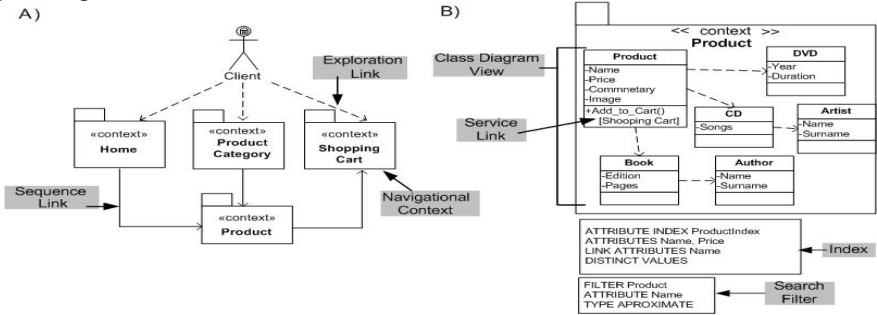 A)
Client
Exploration
Link
«context»
Home
«context»
Product
Category
«context»
Shopping
Cart
Sequence
Link
«context»
Product
Navigational
Context
B)
<< context >>
Product
Class Diagram
View
Product
-Name
-Price
-Commnetary
-Image
+Add_to_Cart()
[Shooping Cart]
DVD
-Year
-Duration
Service
Link
CD
-Songs
Artist
-Name
-Surname
Book
-Edition
-Pages
Author
-Name
-Surname
ATTRIBUTE INDEX ProductIndex
ATTRIBUTES Name, Price
LINK ATTRIBUTES Name
DISTINCT VALUES
Index
FILTER Product
ATTRIBUTE Name
TYPE APROXIMATE
Search
Filter